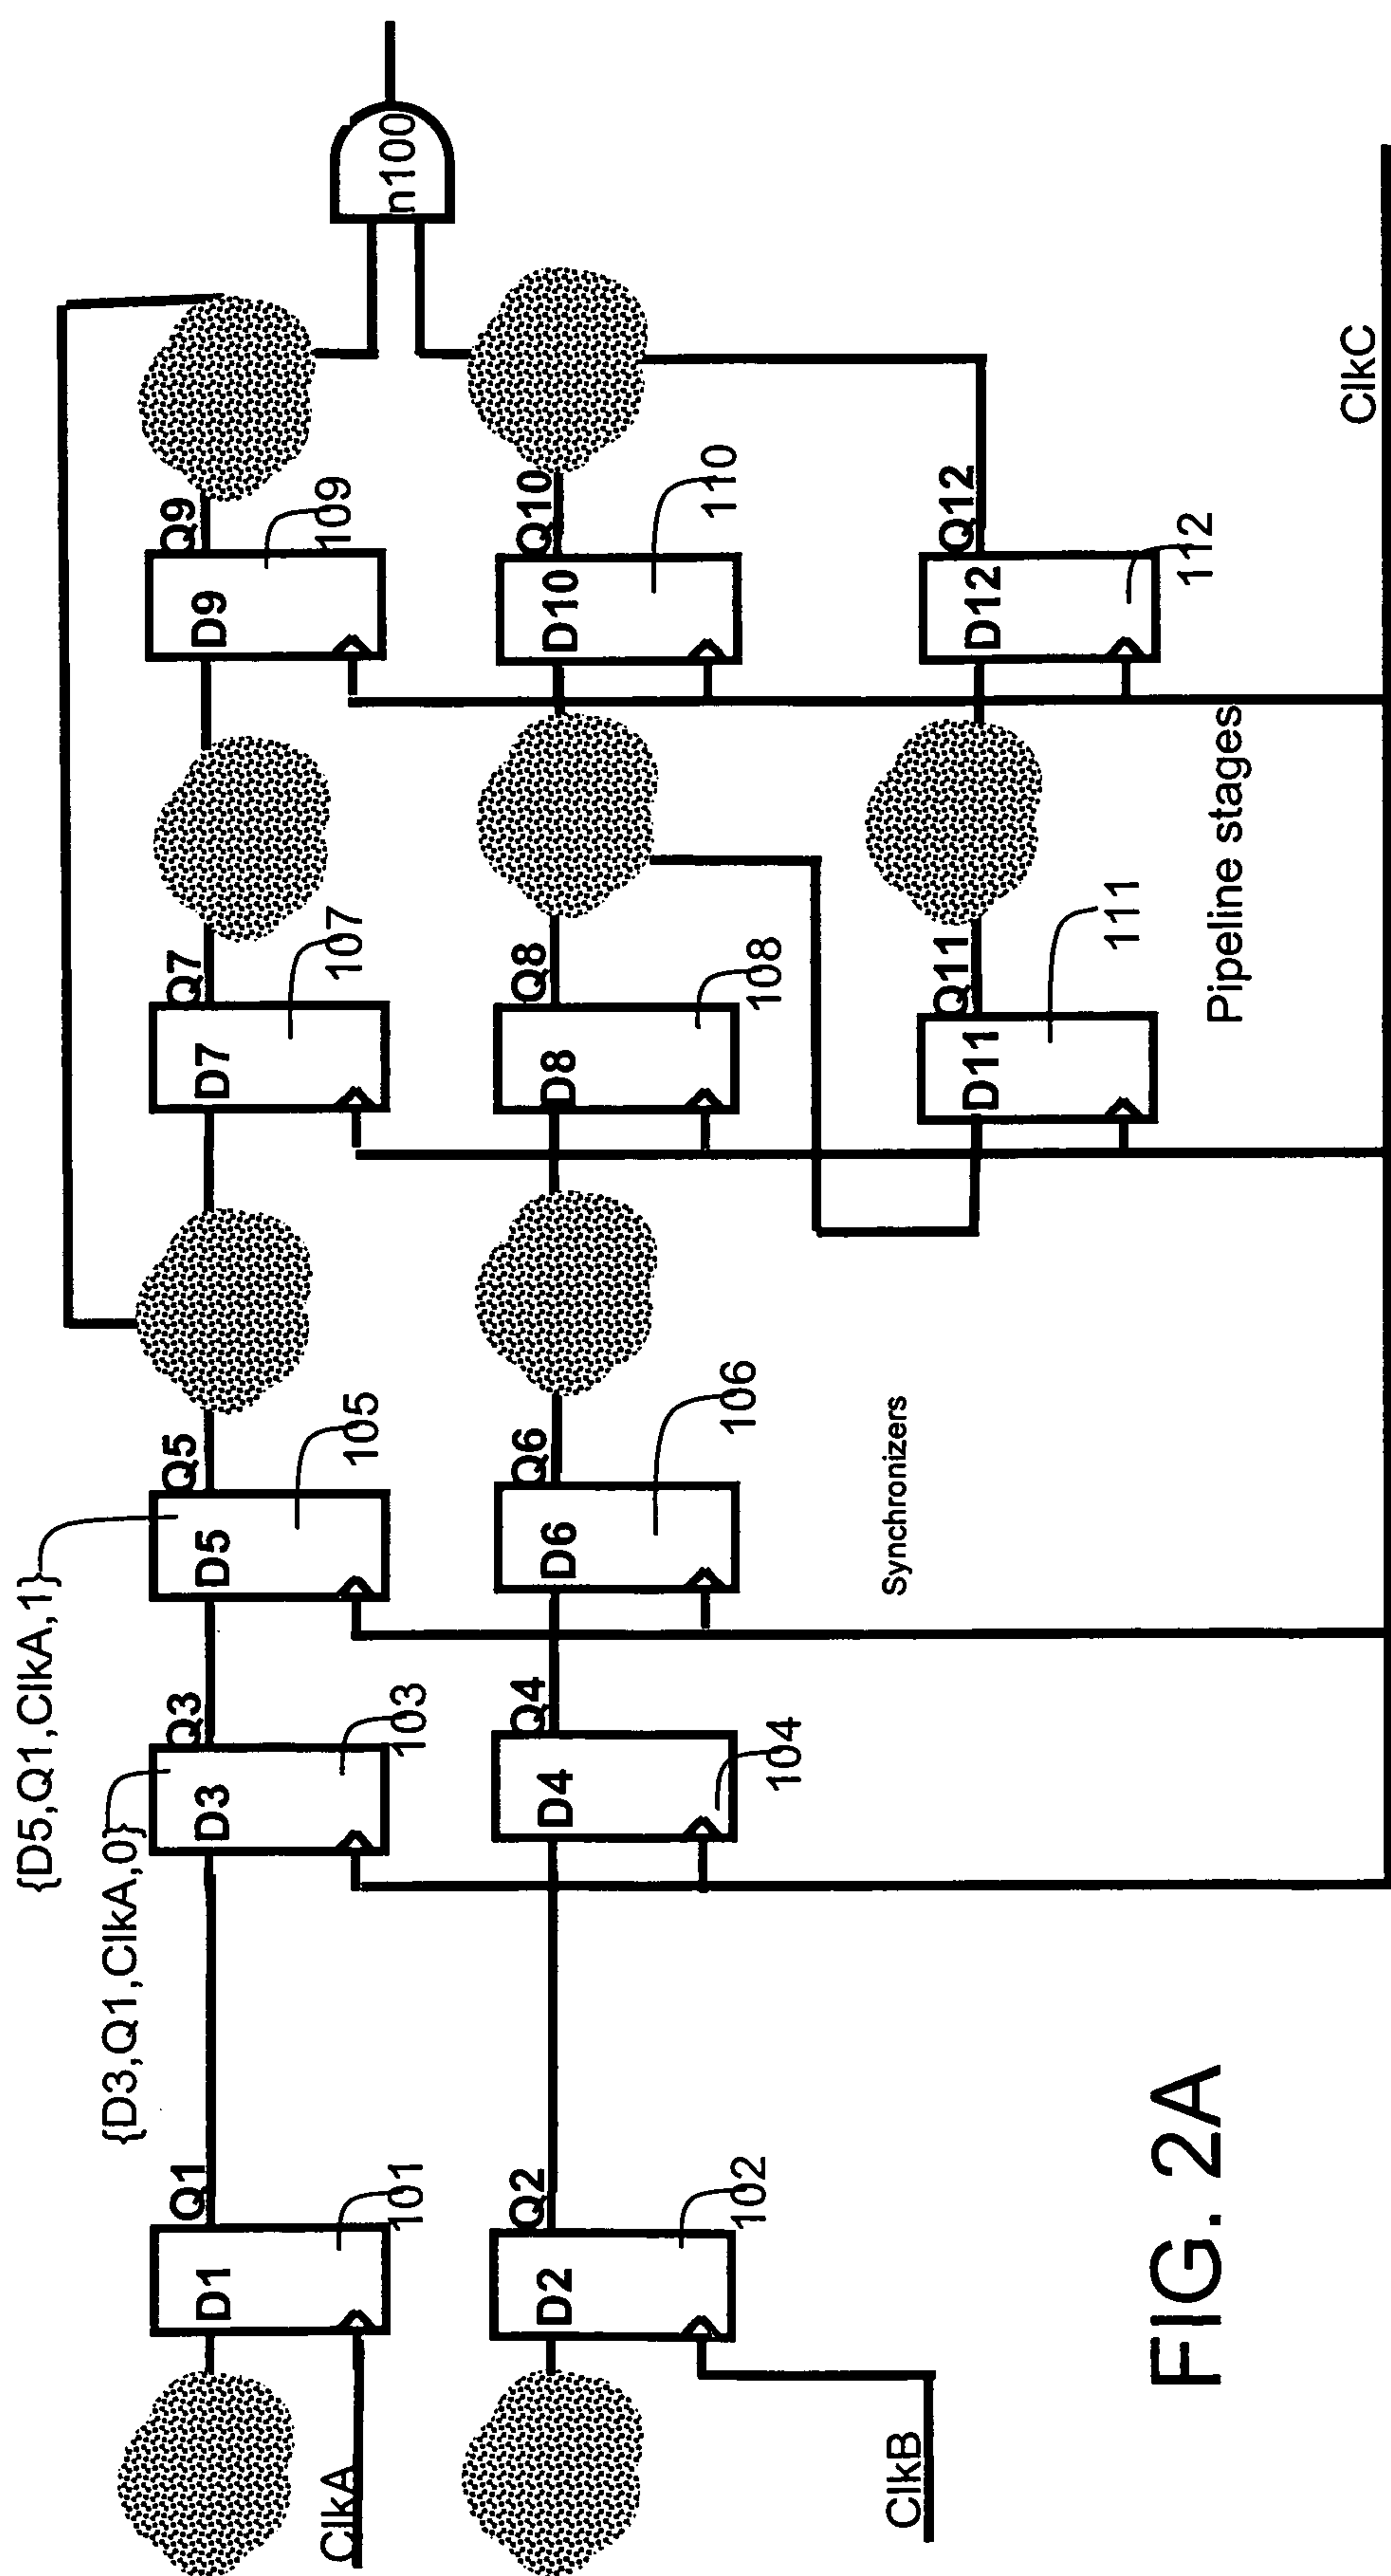 {D5,Q1,ClkA,1}
{D3,Q1,ClkA,0}
D1
Q1
101
D3
Q3
103
D5
Q5
105
D7
Q7
107
D9
Q9
109
n100
ClkA
D2
Q2
102
D4
Q4
104
D6
Q6
106
D8
Q8
108
D10
Q10
110
ClkB
Synchronizers
D11
Q11
111
D12
Q12
112
Pipeline stages
ClkC
FIG. 2A